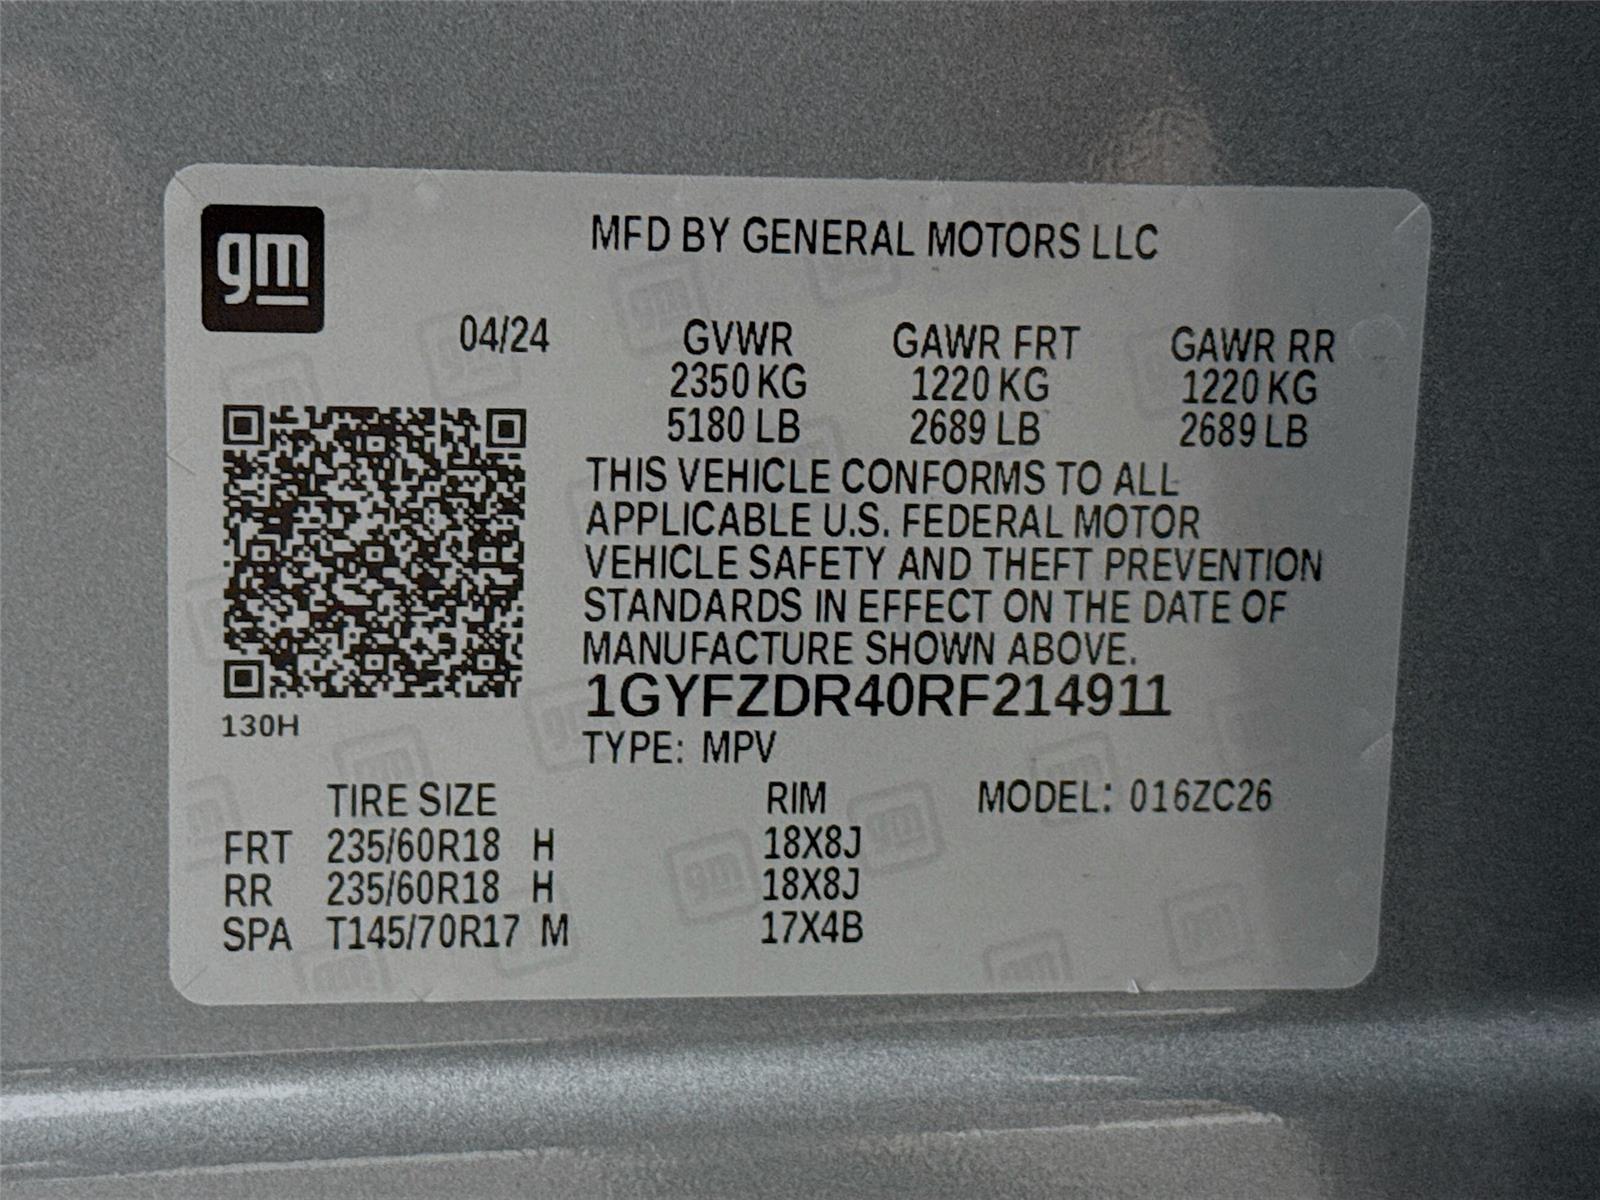 gm
MFD BY GENERAL MOTORS LLC
04/24 GVWR GAWR FRT GAWR RR
2350 KG 1220 KG 1220 KG
5180 LB 2689 LB 2689 LB
THIS VEHICLE CONFORMS TO ALL
APPLICABLE U.S. FEDERAL MOTOR
VEHICLE SAFETY AND THEFT PREVENTION
STANDARDS IN EFFECT ON THE DATE OF
MANUFACTURE SHOWN ABOVE.
1GYFZDR40RF214911
130H
TYPE: MPV
TIRE SIZE RIM MODEL: 016ZC26
FRT 235/60R18 H 18X8J
RR 235/60R18 H 18X8J
SPA T145/70R17 M 17X4B